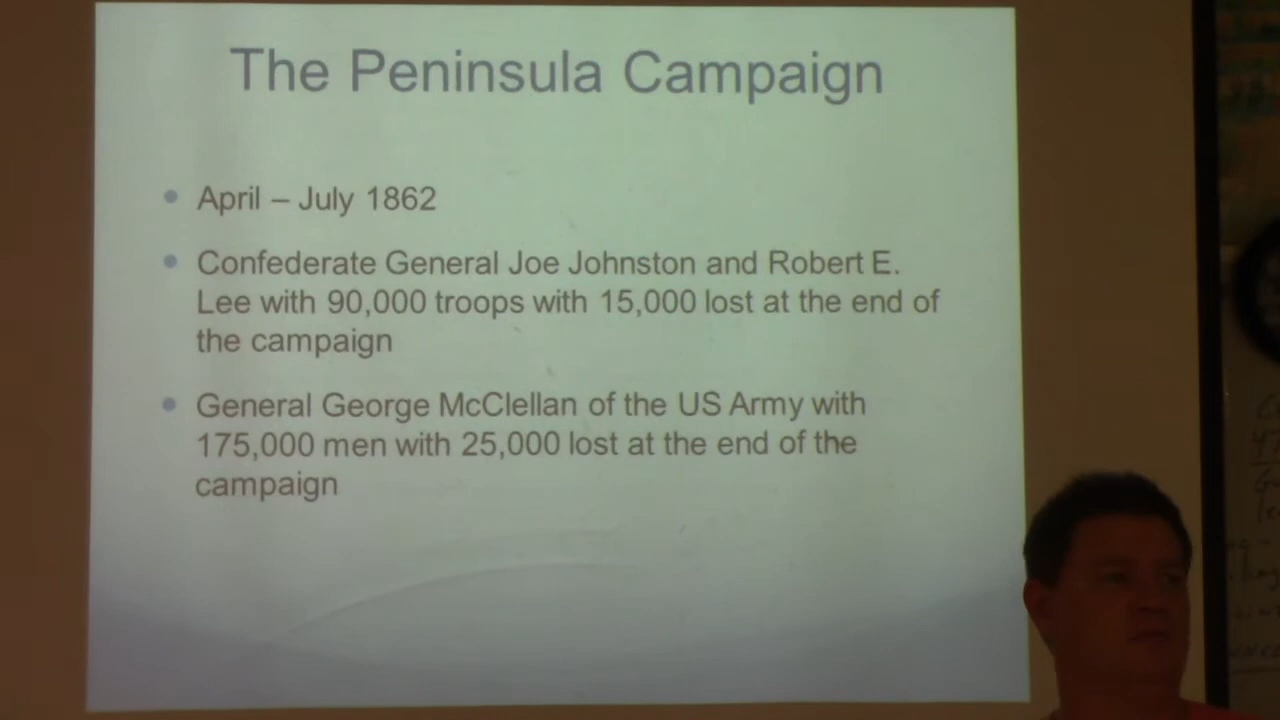 The Peninsula Campaign
• April – July 1862
• Confederate General Joe Johnston and Robert E.
Lee with 90,000 troops with 15,000 lost at the end of
the campaign
• General George McClellan of the US Army with
175,000 men with 25,000 lost at the end of the
campaign